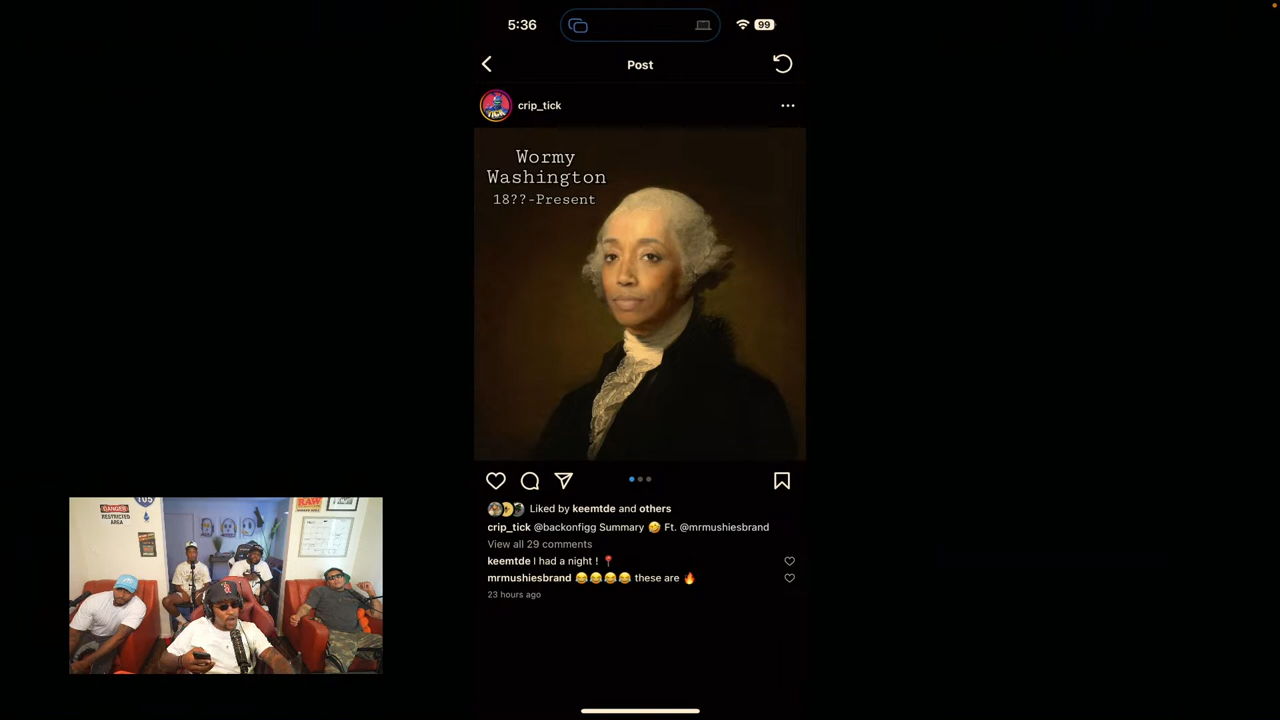 5:36
99
Post
crip_tick
Wormy
Washington
18??-Present
Liked by keemtde and others
crip_tick @backonfigg Summary 🤣 Ft. @mrmushiesbrand
View all 29 comments
keemtde I had a night ! 📍
mrmushiesbrand 😂😂😂😂 these are 🔥
23 hours ago
105
DANGER
RESTRICTED
AREA
RAW